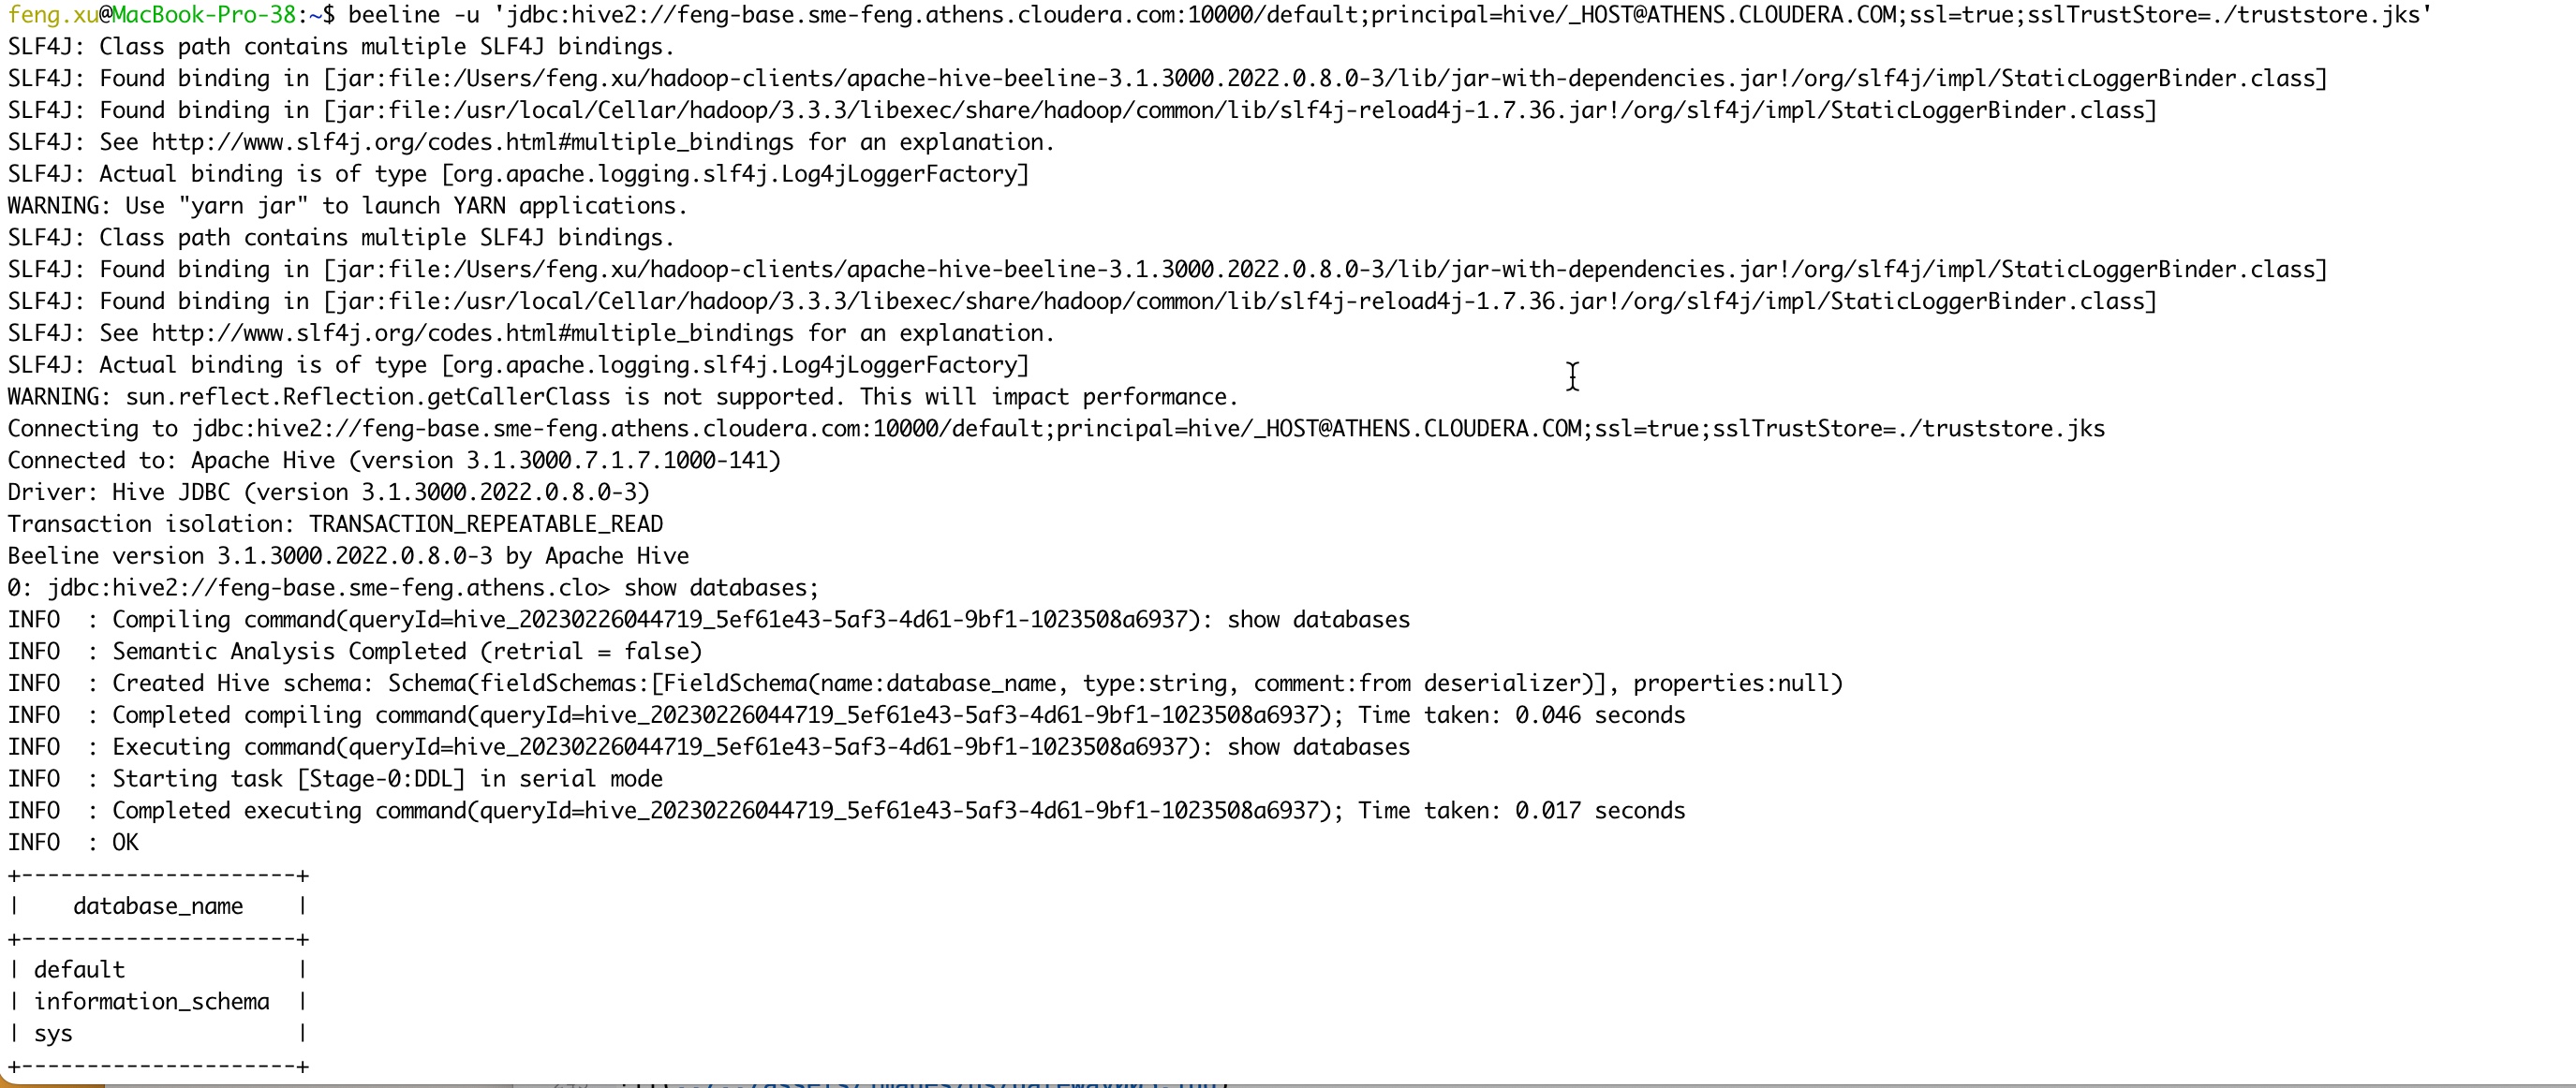 feng.xu@MacBook-Pro-38:~$ beeline -u 'jdbc:hive2://feng-base.sme-feng.athens.cloudera.com:10000/default;principal=hive/_HOST@ATHENS.CLOUDERA.COM;ssl=true;sslTrustStore=./truststore.jks'
SLF4J: Class path contains multiple SLF4J bindings.
SLF4J: Found binding in [jar:file:/Users/feng.xu/hadoop-clients/apache-hive-beeline-3.1.3000.2022.0.8.0-3/lib/jar-with-dependencies.jar!/org/slf4j/impl/StaticLoggerBinder.class]
SLF4J: Found binding in [jar:file:/usr/local/Cellar/hadoop/3.3.3/libexec/share/hadoop/common/lib/slf4j-reload4j-1.7.36.jar!/org/slf4j/impl/StaticLoggerBinder.class]
SLF4J: See http://www.slf4j.org/codes.html#multiple_bindings for an explanation.
SLF4J: Actual binding is of type [org.apache.logging.slf4j.Log4jLoggerFactory]
WARNING: Use "yarn jar" to launch YARN applications.
SLF4J: Class path contains multiple SLF4J bindings.
SLF4J: Found binding in [jar:file:/Users/feng.xu/hadoop-clients/apache-hive-beeline-3.1.3000.2022.0.8.0-3/lib/jar-with-dependencies.jar!/org/slf4j/impl/StaticLoggerBinder.class]
SLF4J: Found binding in [jar:file:/usr/local/Cellar/hadoop/3.3.3/libexec/share/hadoop/common/lib/slf4j-reload4j-1.7.36.jar!/org/slf4j/impl/StaticLoggerBinder.class]
SLF4J: See http://www.slf4j.org/codes.html#multiple_bindings for an explanation.
SLF4J: Actual binding is of type [org.apache.logging.slf4j.Log4jLoggerFactory]
WARNING: sun.reflect.Reflection.getCallerClass is not supported. This will impact performance.
Connecting to jdbc:hive2://feng-base.sme-feng.athens.cloudera.com:10000/default;principal=hive/_HOST@ATHENS.CLOUDERA.COM;ssl=true;sslTrustStore=./truststore.jks
Connected to: Apache Hive (version 3.1.3000.7.1.7.1000-141)
Driver: Hive JDBC (version 3.1.3000.2022.0.8.0-3)
Transaction isolation: TRANSACTION_REPEATABLE_READ
Beeline version 3.1.3000.2022.0.8.0-3 by Apache Hive
0: jdbc:hive2://feng-base.sme-feng.athens.clo> show databases;
INFO  : Compiling command(queryId=hive_20230226044719_5ef61e43-5af3-4d61-9bf1-1023508a6937): show databases
INFO  : Semantic Analysis Completed (retrial = false)
INFO  : Created Hive schema: Schema(fieldSchemas:[FieldSchema(name:database_name, type:string, comment:from deserializer)], properties:null)
INFO  : Completed compiling command(queryId=hive_20230226044719_5ef61e43-5af3-4d61-9bf1-1023508a6937); Time taken: 0.046 seconds
INFO  : Executing command(queryId=hive_20230226044719_5ef61e43-5af3-4d61-9bf1-1023508a6937): show databases
INFO  : Starting task [Stage-0:DDL] in serial mode
INFO  : Completed executing command(queryId=hive_20230226044719_5ef61e43-5af3-4d61-9bf1-1023508a6937); Time taken: 0.017 seconds
INFO  : OK
+---------------------+
|    database_name    |
+---------------------+
| default             |
| information_schema  |
| sys                 |
+---------------------+